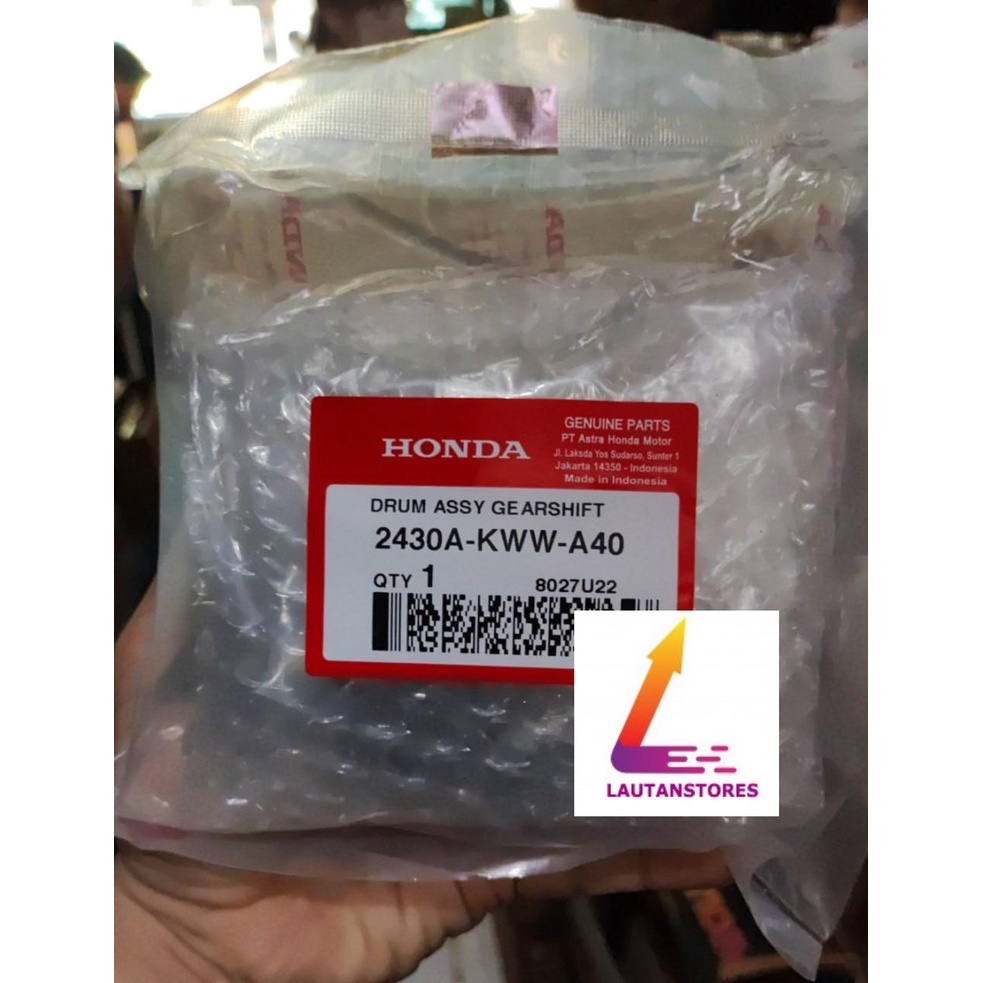 HONDA
GENUINE PARTS
PT Astra Honda Motor
Jl. Laksda Yos Sudarso, Sunter 1
Jakarta 14350 - Indonesia
Made in Indonesia
DRUM ASSY GEARSHIFT
2430A-KWW-A40
QTY 1 8027U22
LAUTANSTORES